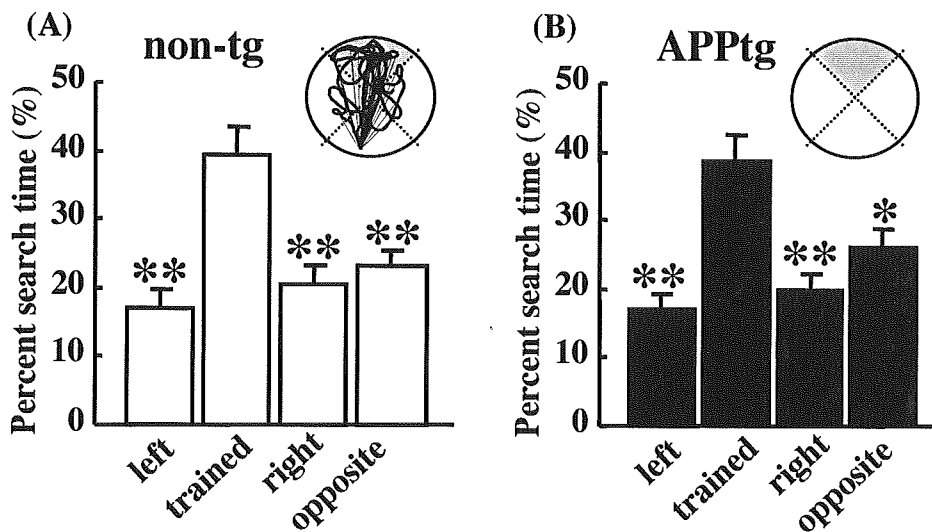 (A)
non-tg
Percent search time (%)
50
40
30
20
10
0
**
**
**
left
trained
right
opposite
(B)
APPtg
Percent search time (%)
50
40
30
20
10
0
**
**
*
left
trained
right
opposite